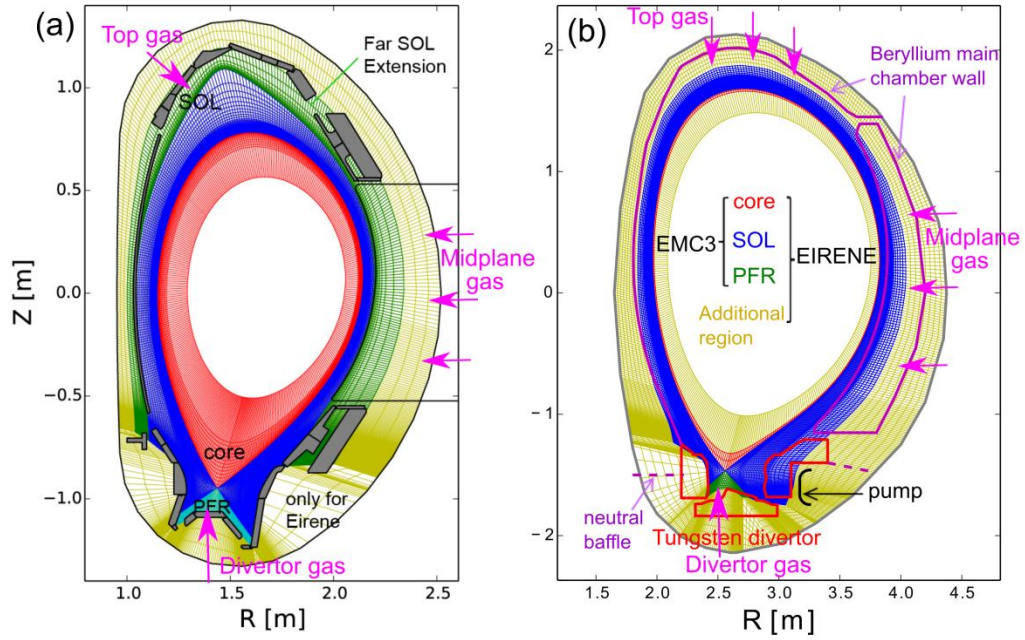 (a)
Top gas
Far SOL
Extension
SOL
Midplane
gas
core
PFR
only for
Eirene
Divertor gas
Z [m]
1.0
0.5
0.0
−0.5
−1.0
1.0
1.5
2.0
2.5
R [m]
(b)
Top gas
Beryllium main
chamber wall
core
EMC3
SOL
EIRENE
PFR
Additional
region
Midplane
gas
pump
neutral
baffle
Tungsten divertor
Divertor gas
2
1
0
−1
−2
1.5
2.0
2.5
3.0
3.5
4.0
4.5
R [m]